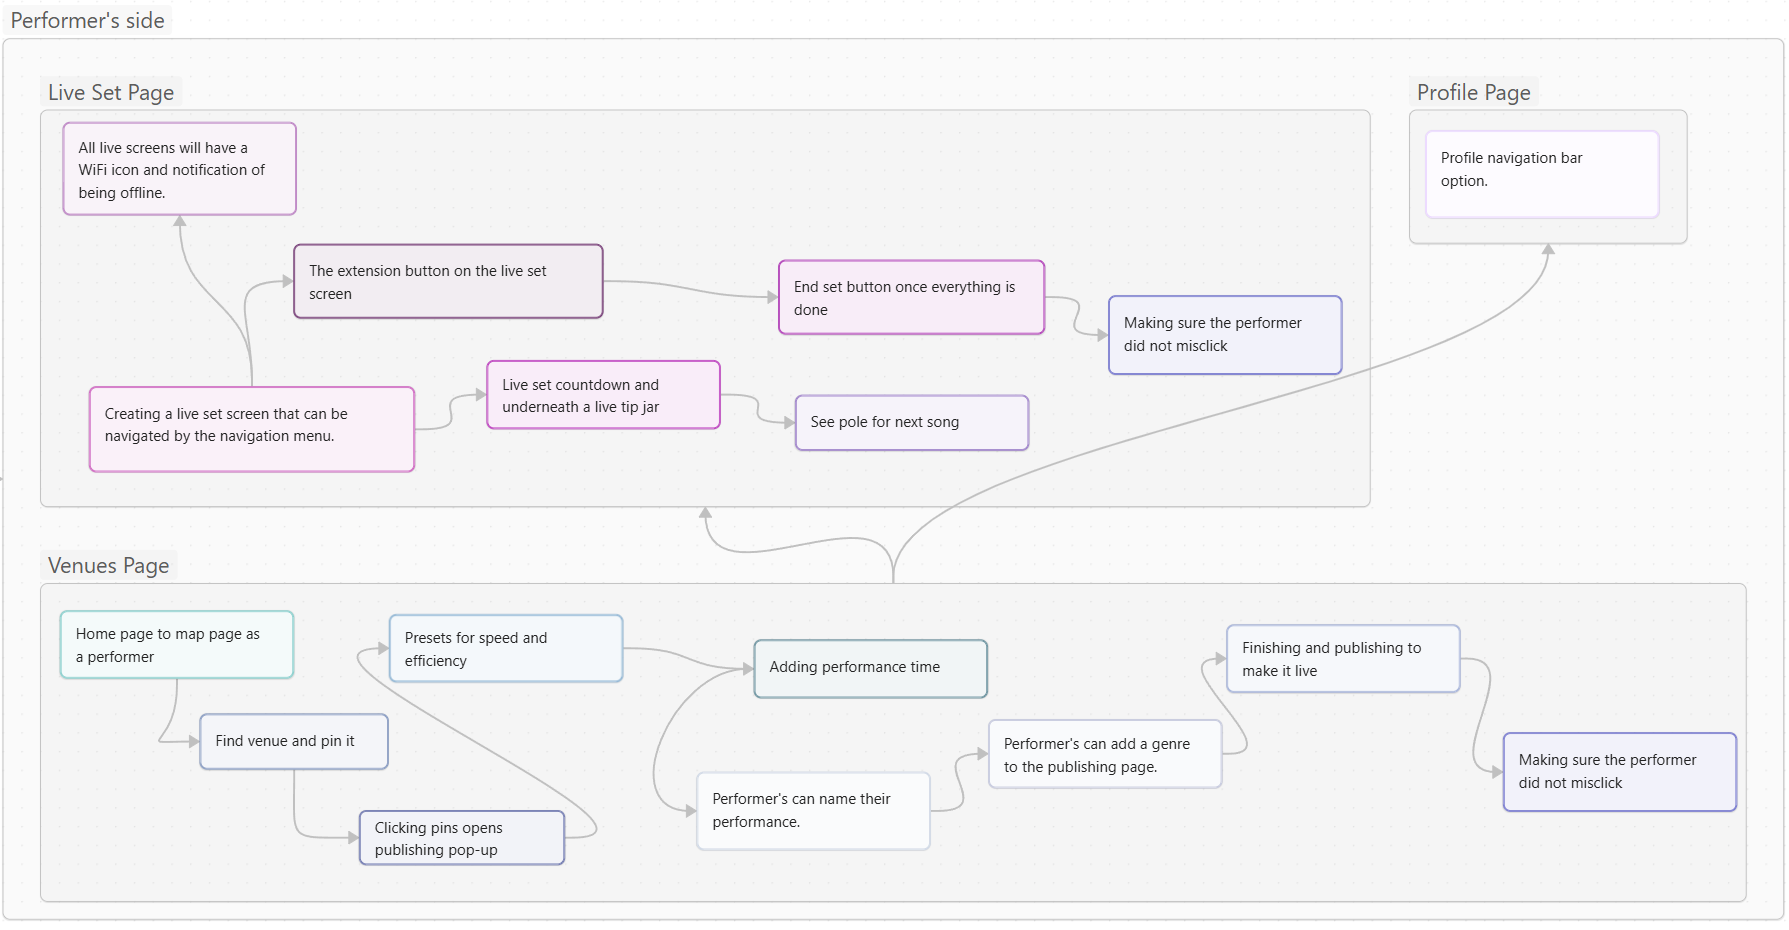 Performer's side
Live Set Page
Profile Page
All live screens will have a
WiFi icon and notification of
being offline.
Profile navigation bar
option.
The extension button on the live set
screen
End set button once everything is
done
Making sure the performer
did not misclick
Live set countdown and
underneath a live tip jar
Creating a live set screen that can be
navigated by the navigation menu.
See pole for next song
Venues Page
Home page to map page as
a performer
Presets for speed and
efficiency
Adding performance time
Finishing and publishing to
make it live
Find venue and pin it
Performer's can add a genre
to the publishing page.
Making sure the performer
did not misclick
Performer's can name their
performance.
Clicking pins opens
publishing pop-up